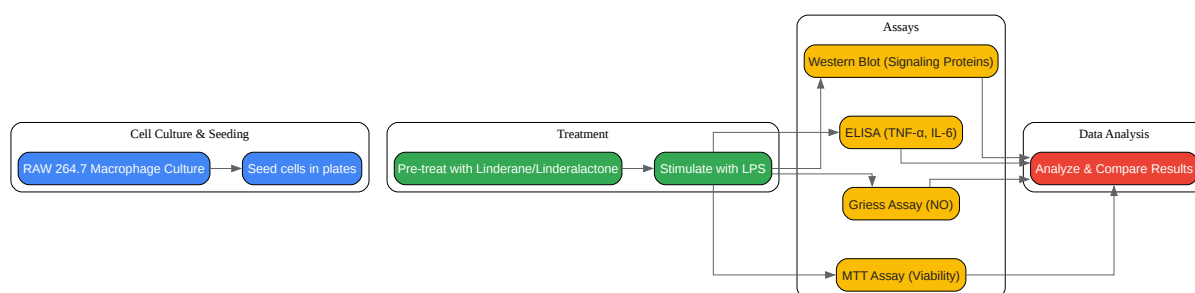 Cell Culture & Seeding
RAW 264.7 Macrophage Culture
Seed cells in plates
Treatment
Pre-treat with Linderane/Linderalactone
Stimulate with LPS
Assays
Western Blot (Signaling Proteins)
ELISA (TNF-α, IL-6)
Griess Assay (NO)
MTT Assay (Viability)
Data Analysis
Analyze & Compare Results